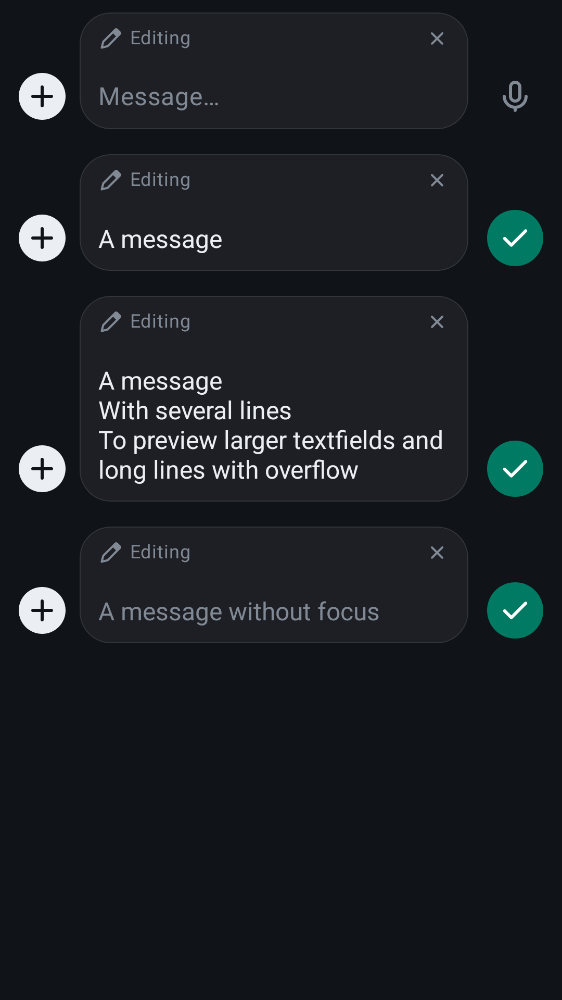 Editing
Message…
Editing
A message
Editing
A message
With several lines
To preview larger textfields and
long lines with overflow
Editing
A message without focus